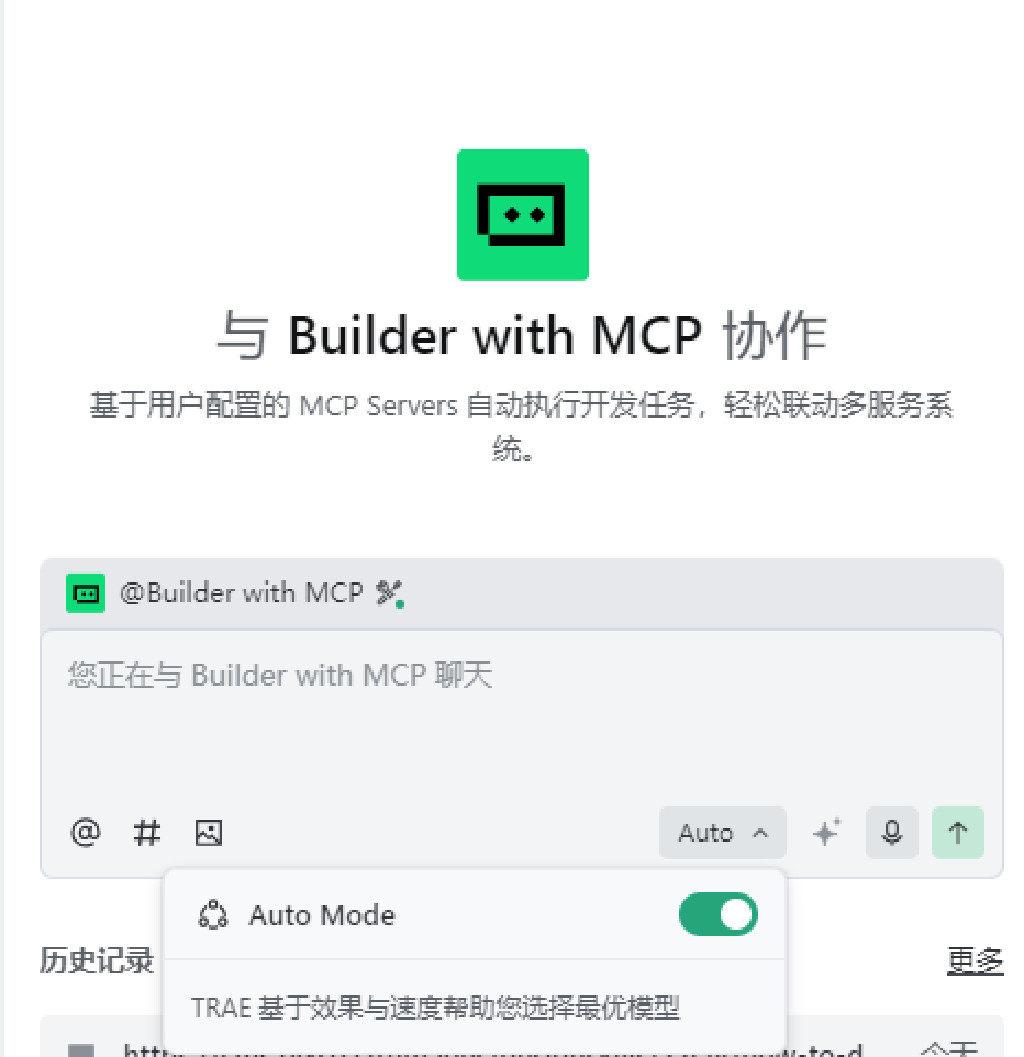 与 Builder with MCP 协作
基于用户配置的 MCP Servers 自动执行开发任务，轻松联动多服务系
统。
@Builder with MCP
您正在与 Builder with MCP 聊天
Auto
Auto Mode
历史记录
更多
TRAE 基于效果与速度帮助您选择最优模型
今天